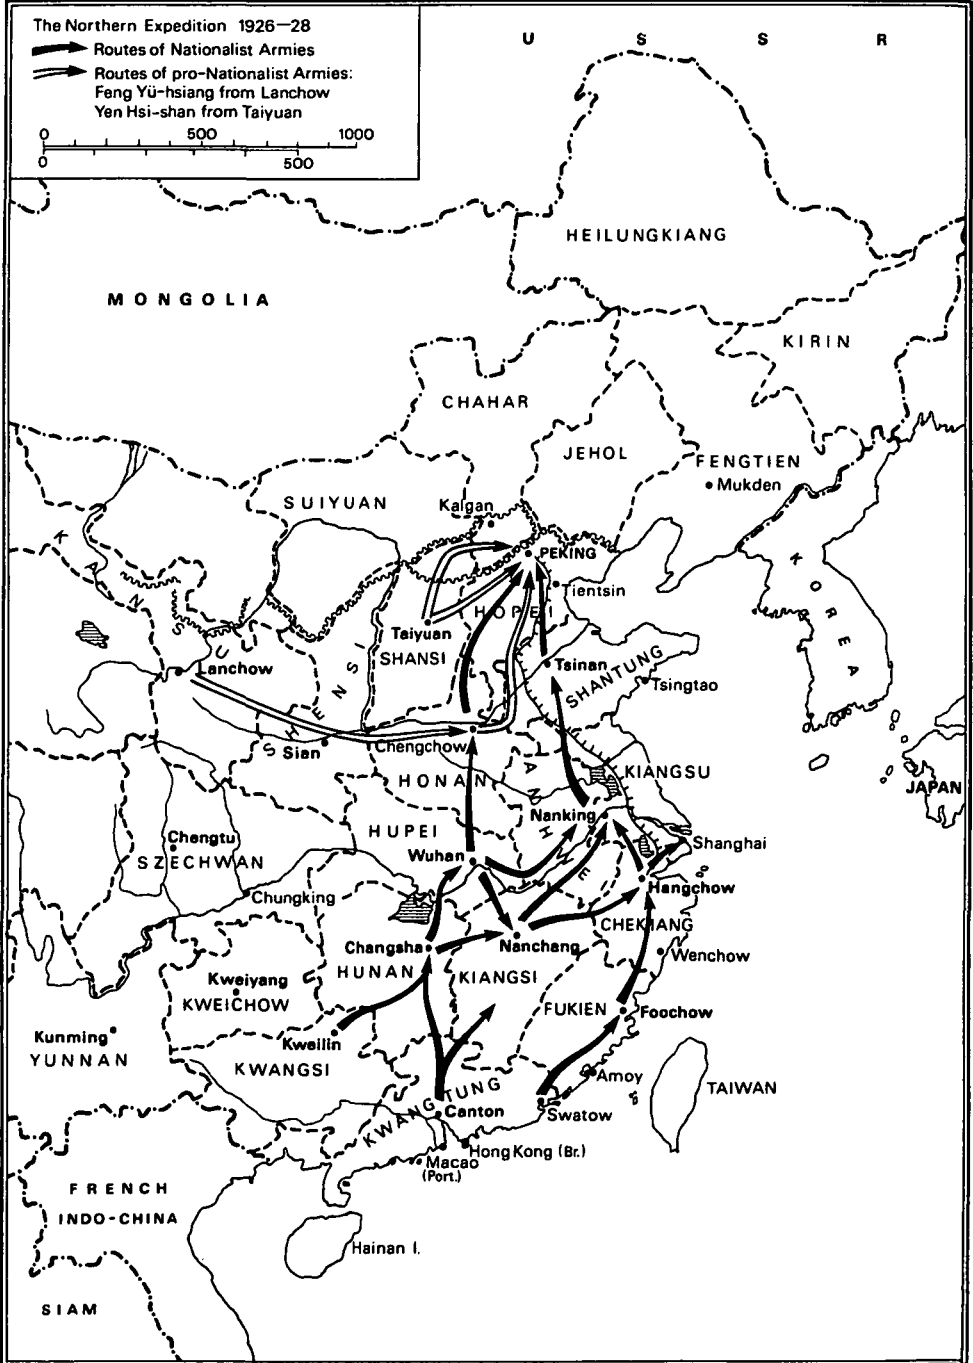 The Northern Expedition 1926–28
Routes of Nationalist Armies
Routes of pro-Nationalist Armies:
Feng Yü-hsiang from Lanchow
Yen Hsi-shan from Taiyuan
0 500 1000
0 500
U S S R
HEILUNGKIANG
MONGOLIA
KIRIN
CHAHAR
JEHOL
FENGTIEN
Mukden
SUIYUAN
Kalgan
KANSU
PEKING
KOREA
Tientsin
HOPEI
Taiyuan
SHANSI
Lanchow
SHENSI
Tsinan
SHANTUNG
Tsingtao
Sian
Chengchow
HONAN
ANHWEI
KIANGSU
JAPAN
Nanking
Chengtu
SZECHWAN
HUPEI
Wuhan
Shanghai
Chungking
Hangchow
CHEKIANG
Changsha
HUNAN
Nanchang
KIANGSI
Wenchow
Kweiyang
KWEICHOW
FUKIEN
Foochow
Kunming
YUNNAN
Kweilin
KWANGSI
Amoy
TAIWAN
KWANGTUNG
Canton
Swatow
Hong Kong (Br.)
Macao
(Port.)
FRENCH
INDO-CHINA
Hainan I.
SIAM